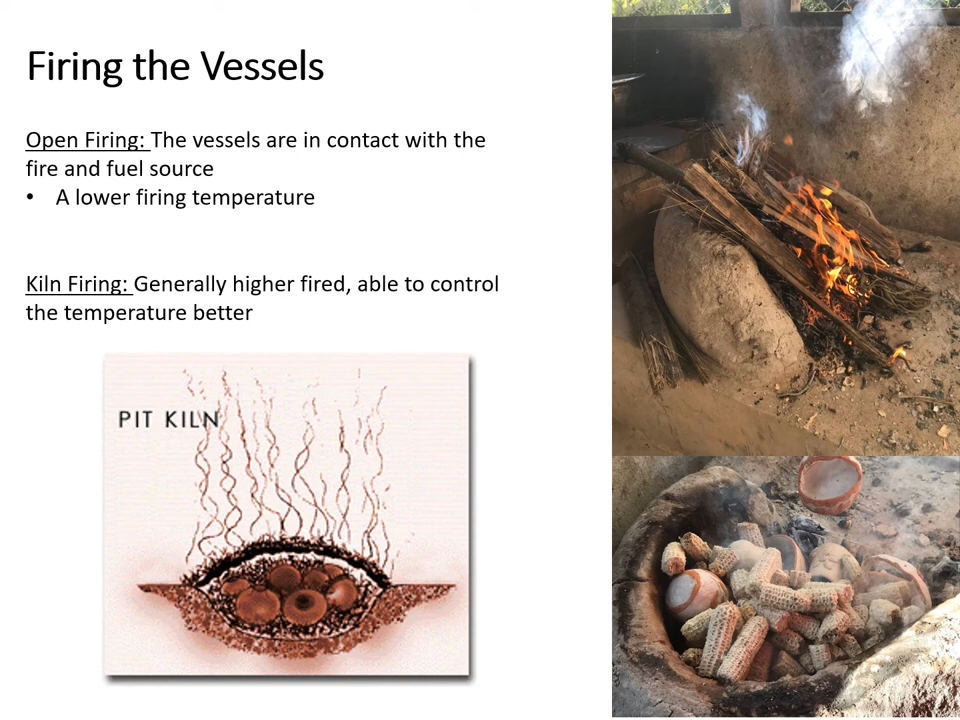 Firing the Vessels
Open Firing: The vessels are in contact with the
fire and fuel source
• A lower firing temperature
Kiln Firing: Generally higher fired, able to control
the temperature better
PIT KILN